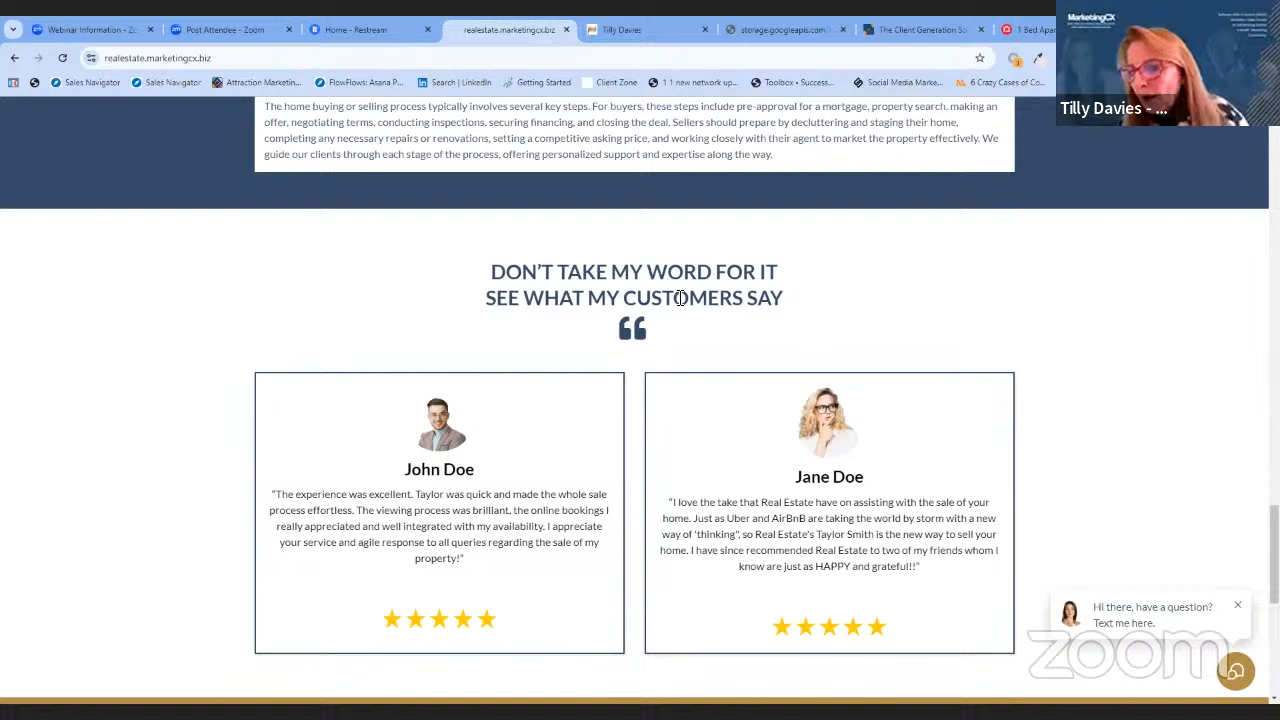 Webinar Information - Zo
Post Attendee - Zoom
Home - Restream
realestate.marketingcx.biz
Tilly Davies
storage.googleapis.com/
The Client Generation So
1 Bed Apar
MarketingCX
realestate.marketingcx.biz
Setup - NGX
Attraction Marketin...
FlowFuse: Asana P...
Search | LinkedIn
Getting Started
Client Zone
1 1 new network up...
Toolbox • Success...
Social Media Marke...
6 Crazy Cases of Co
Tilly Davies - ...
The home buying or selling process typically involves several key steps. For buyers, these steps include pre-approval for a mortgage, property search, making an
offer, negotiating terms, conducting inspections, securing financing, and closing the deal. Sellers should prepare by decluttering and staging their home,
completing any necessary repairs or renovations, setting a competitive asking price, and working closely with their agent to market the property effectively. We
guide our clients through each stage of the process, offering personalized support and expertise along the way.
DON'T TAKE MY WORD FOR IT
SEE WHAT MY CUSTOMERS SAY
John Doe
"The experience was excellent. Taylor was quick and made the whole sale
process effortless. The viewing process was brilliant, the online bookings I
really appreciated and well integrated with my availability. I appreciate
your service and agile response to all queries regarding the sale of my
property!"
Jane Doe
"I love the take that Real Estate have on assisting with the sale of your
home. Just as Uber and AirBnB are taking the world by storm with a new
way of 'thinking", so Real Estate's Taylor Smith is the new way to sell your
home. I have since recommended Real Estate to two of my friends whom I
know are just as HAPPY and grateful!!"
Hi there, have a question?
Text me here.
zoom